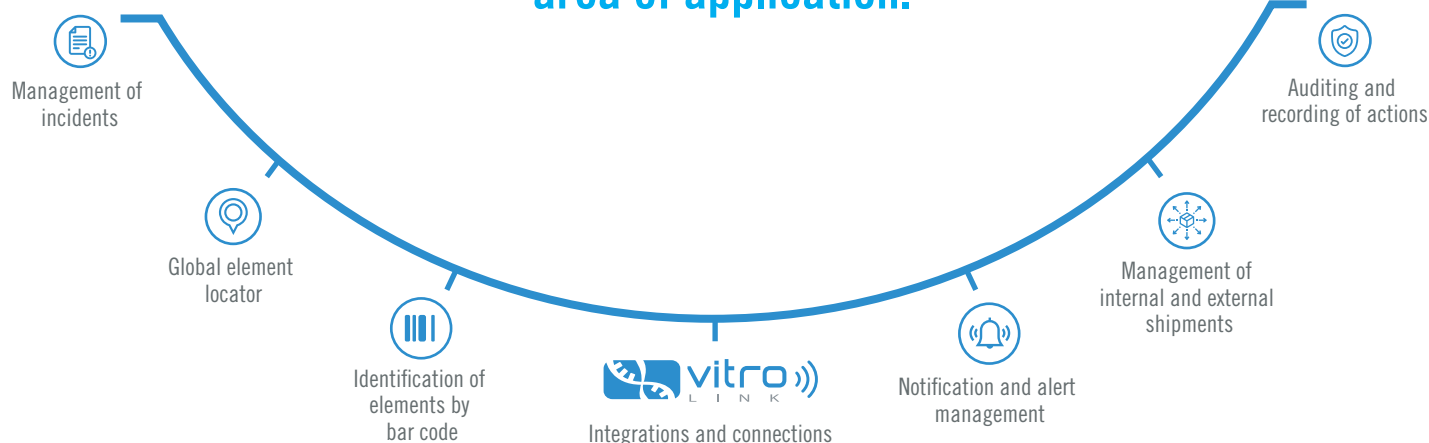 area of application.
Management of
incidents
Global element
locator
Identification of
elements by
bar code
vitro
LINK
Integrations and connections
Notification and alert
management
Management of
internal and external
shipments
Auditing and
recording of actions